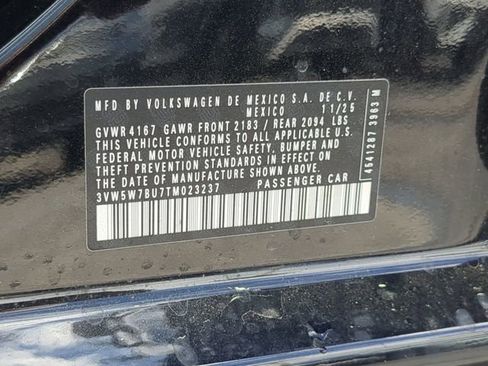 MFD BY VOLKSWAGEN DE MEXICO S.A. DE C.V.
MEXICO 11/25
GVWR 4167 GAWR FRONT 2183 / REAR 2094 LBS
THIS VEHICLE CONFORMS TO ALL APPLICABLE U.S.
FEDERAL MOTOR VEHICLE SAFETY, BUMPER AND
THEFT PREVENTION STANDARDS IN EFFECT ON
THE DATE OF MANUFACTURE SHOWN ABOVE.
3VW5W7BU7TM023237 PASSENGER CAR
4541287 3963 M